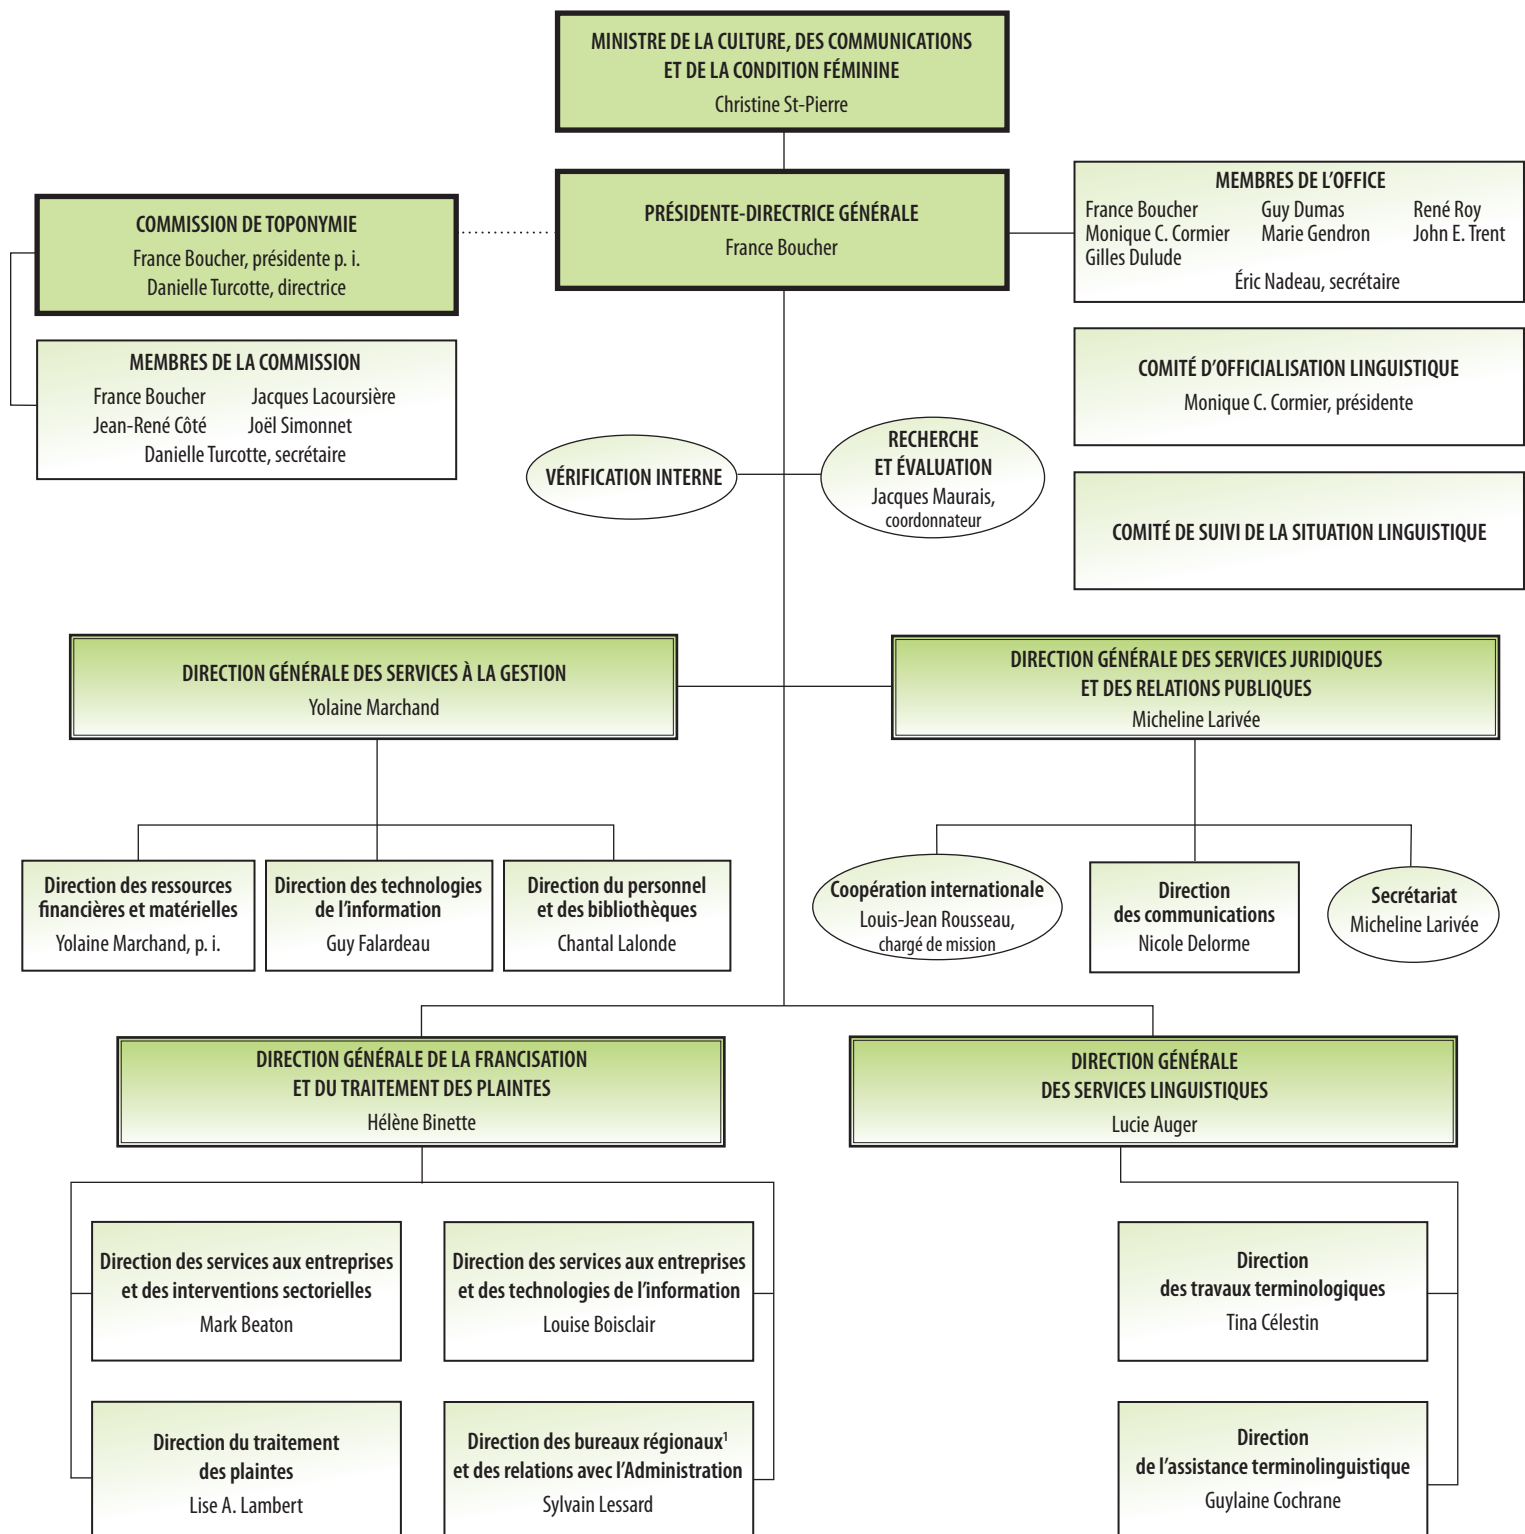 MINISTRE DE LA CULTURE, DES COMMUNICATIONS
ET DE LA CONDITION FÉMININE
Christine St-Pierre
PRÉSIDENTE-DIRECTRICE GÉNÉRALE
France Boucher
COMMISSION DE TOPONYMIE
France Boucher, présidente p. i.
Danielle Turcotte, directrice
MEMBRES DE LA COMMISSION
France Boucher Jacques Lacoursière
Jean-René Côté Joël Simonnet
Danielle Turcotte, secrétaire
MEMBRES DE L'OFFICE
France Boucher Guy Dumas René Roy
Monique C. Cormier Marie Gendron John E. Trent
Gilles Dulude
Éric Nadeau, secrétaire
COMITÉ D'OFFICIALISATION LINGUISTIQUE
Monique C. Cormier, présidente
COMITÉ DE SUIVI DE LA SITUATION LINGUISTIQUE
VÉRIFICATION INTERNE
RECHERCHE
ET ÉVALUATION
Jacques Maurais,
coordonnateur
DIRECTION GÉNÉRALE DES SERVICES À LA GESTION
Yolaine Marchand
DIRECTION GÉNÉRALE DES SERVICES JURIDIQUES
ET DES RELATIONS PUBLIQUES
Micheline Larivée
Direction des ressources
financières et matérielles
Yolaine Marchand, p. i.
Direction des technologies
de l'information
Guy Falardeau
Direction du personnel
et des bibliothèques
Chantal Lalonde
Coopération internationale
Louis-Jean Rousseau,
chargé de mission
Direction
des communications
Nicole Delorme
Secrétariat
Micheline Larivée
DIRECTION GÉNÉRALE DE LA FRANCISATION
ET DU TRAITEMENT DES PLAINTES
Hélène Binette
DIRECTION GÉNÉRALE
DES SERVICES LINGUISTIQUES
Lucie Auger
Direction des services aux entreprises
et des interventions sectorielles
Mark Beaton
Direction des services aux entreprises
et des technologies de l'information
Louise Boisclair
Direction
des travaux terminologiques
Tina Célestin
Direction du traitement
des plaintes
Lise A. Lambert
Direction des bureaux régionaux¹
et des relations avec l'Administration
Sylvain Lessard
Direction
de l'assistance terminolinguistique
Guylaine Cochrane